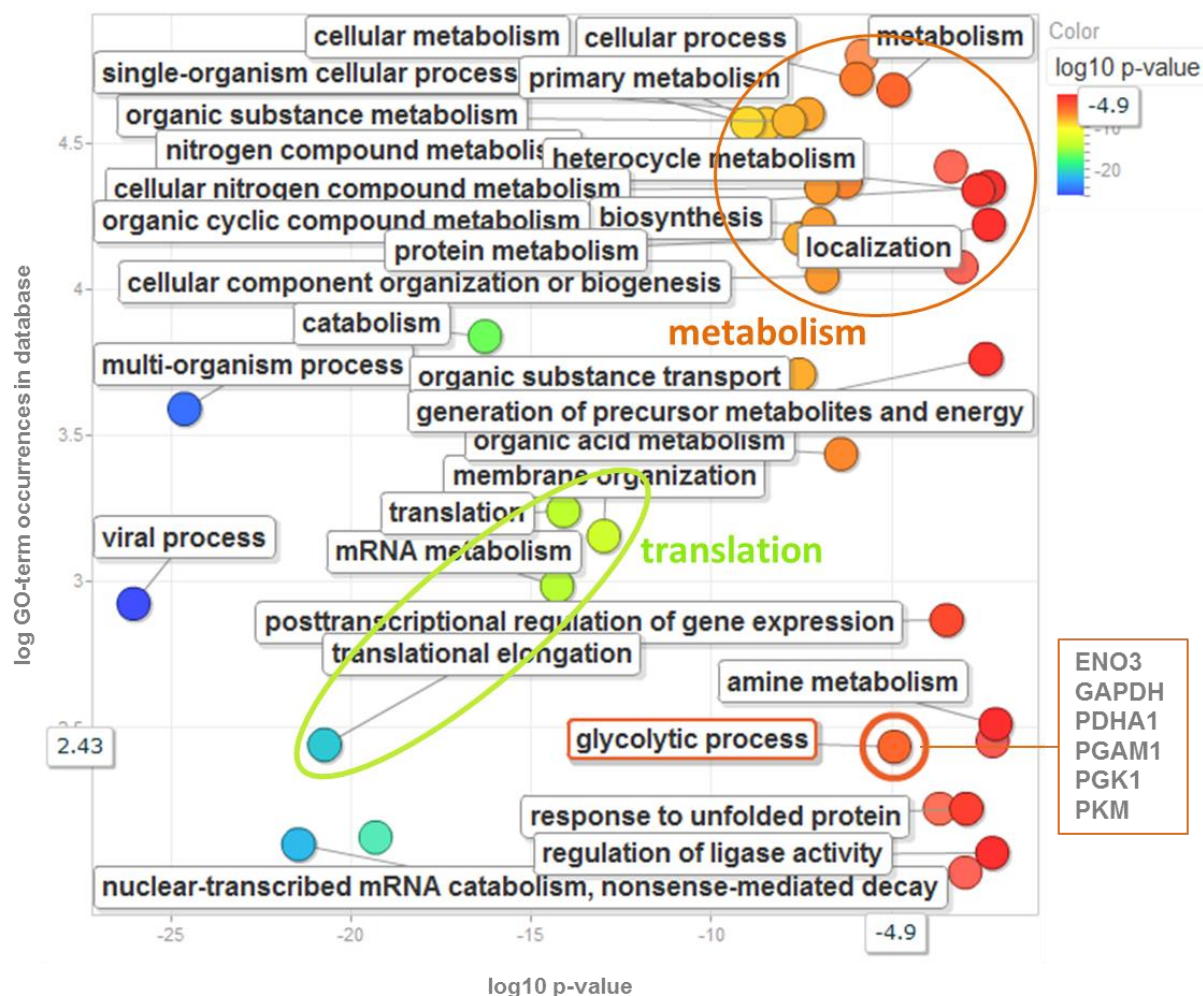 cellular metabolism
cellular process
metabolism
Color
single-organism cellular process
primary metabolism
log10 p-value
-4.9
-10
-20
organic substance metabolism
4.5
nitrogen compound metabolis
heterocycle metabolism
cellular nitrogen compound metabolism
organic cyclic compound metabolism
biosynthesis
protein metabolism
localization
cellular component organization or biogenesis
4
catabolism
metabolism
multi-organism process
organic substance transport
generation of precursor metabolites and energy
3.5
organic acid metabolism
membrane organization
translation
viral process
mRNA metabolism
translation
3
posttranscriptional regulation of gene expression
translational elongation
amine metabolism
2.5
2.43
glycolytic process
ENO3
GAPDH
PDHA1
PGAM1
PGK1
PKM
response to unfolded protein
regulation of ligase activity
nuclear-transcribed mRNA catabolism, nonsense-mediated decay
-25
-20
-15
-10
-4.9
log10 p-value
log GO-term occurrences in database